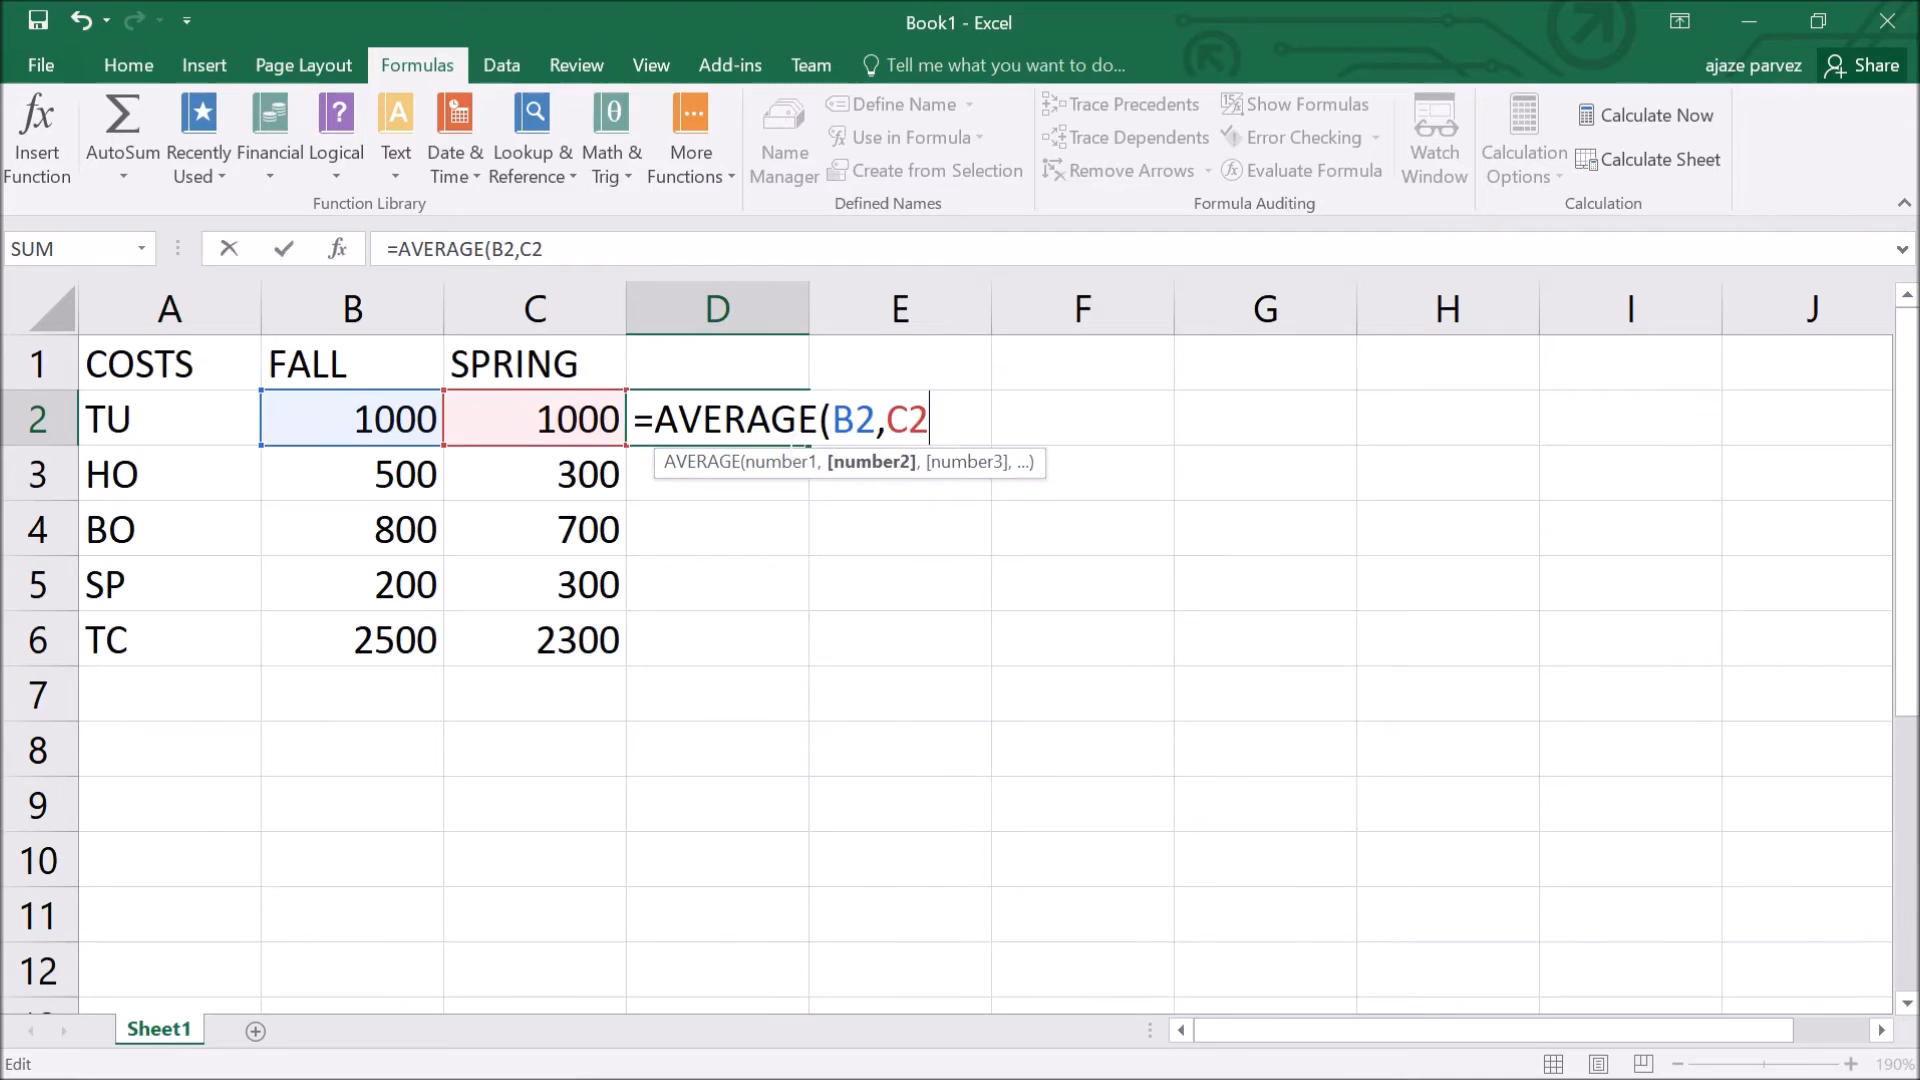 Book1 - Excel
File Home Insert Page Layout Formulas Data Review View Add-ins Team Tell me what you want to do... ajaze parvez Share
Insert Function
AutoSum
Recently Used
Financial
Logical
Text
Date & Time
Lookup & Reference
Math & Trig
More Functions
Function Library
Name Manager
Define Name
Use in Formula
Create from Selection
Defined Names
Trace Precedents
Trace Dependents
Remove Arrows
Show Formulas
Error Checking
Evaluate Formula
Formula Auditing
Watch Window
Calculation Options
Calculate Now
Calculate Sheet
Calculation
SUM fx =AVERAGE(B2,C2
A B C D E F G H I J
1 COSTS FALL SPRING
2 TU 1000 1000 =AVERAGE(B2,C2
AVERAGE(number1, [number2], [number3], ...)
3 HO 500 300
4 BO 800 700
5 SP 200 300
6 TC 2500 2300
7
8
9
10
11
12
Sheet1
Edit 190%